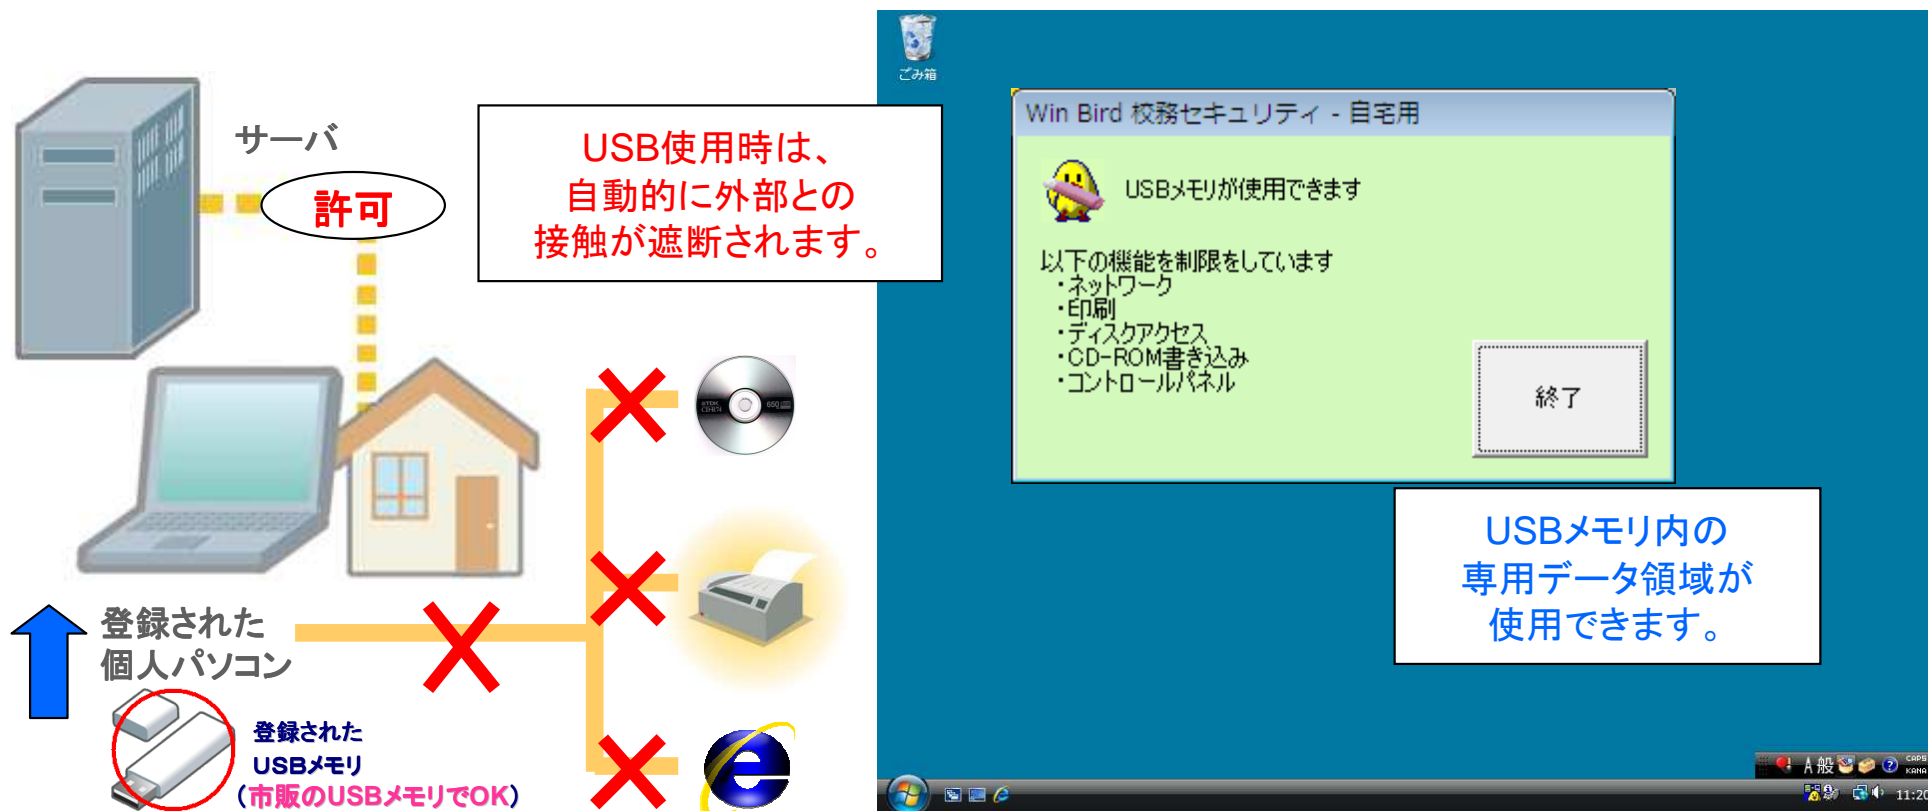 サーバ
許可
USB使用時は、
自動的に外部との
接触が遮断されます。
登録された
個人パソコン
登録された
USBメモリ
(市販のUSBメモリでOK)
ごみ箱
Win Bird 校務セキュリティ - 自宅用
USBメモリが使用できます
以下の機能を制限をしています
・ネットワーク
・印刷
・ディスクアクセス
・CD-ROM書き込み
・コントロールパネル
終了
USBメモリ内の
専用データ領域が
使用できます。
A般
CAPS
KANA
11:20